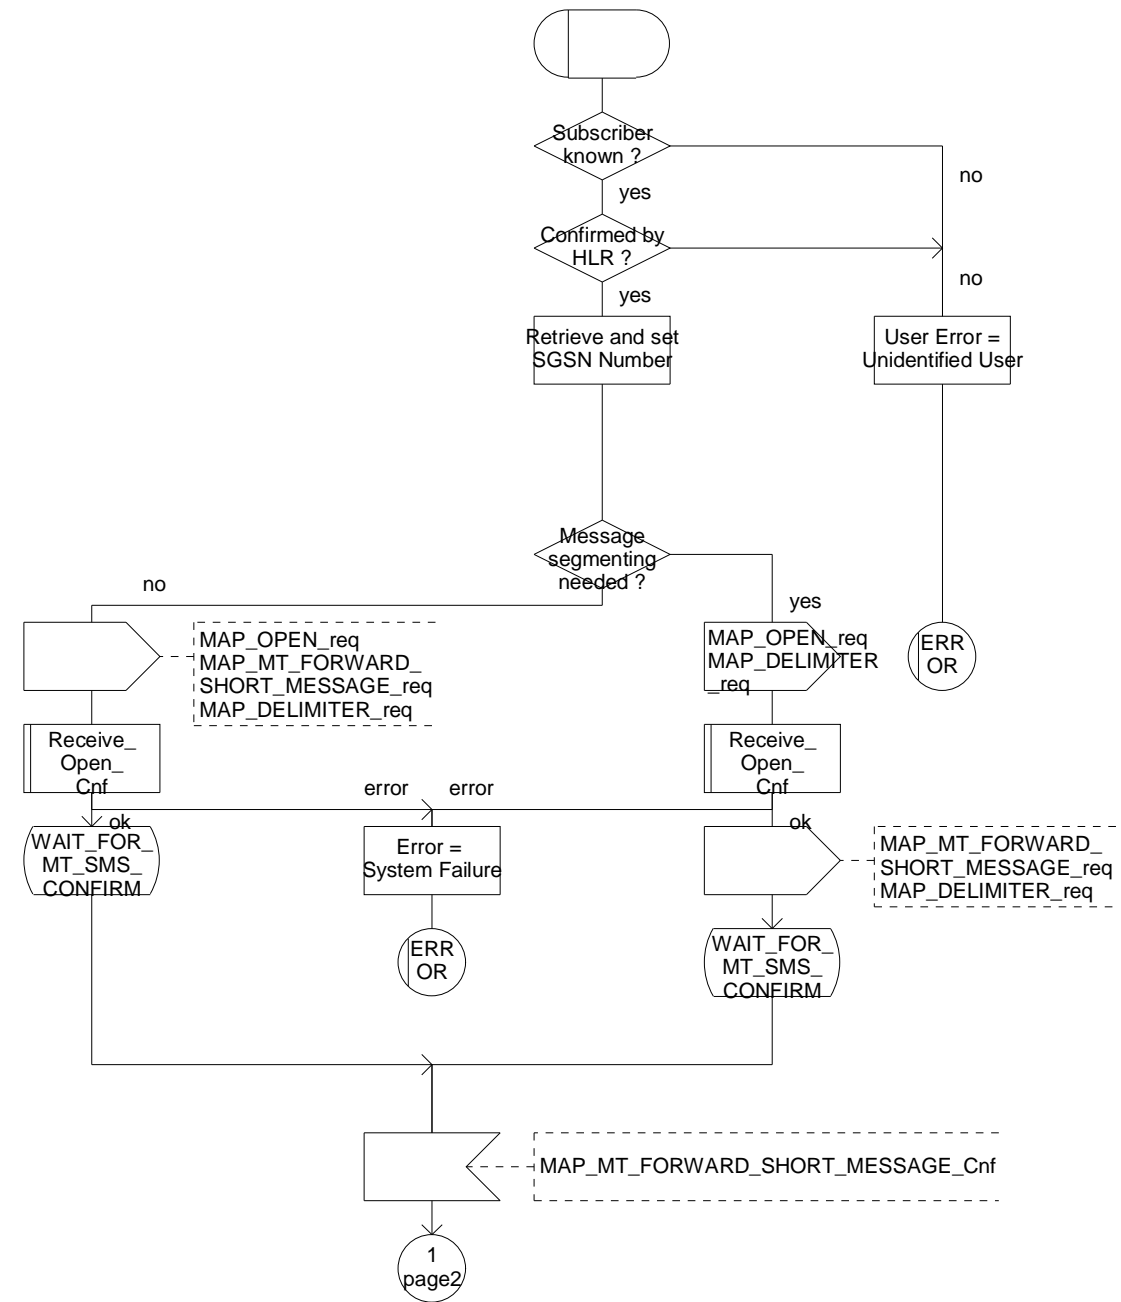 Subscriber
known ?
no
yes
Confirmed by
HLR ?
no
yes
Retrieve and set
SGSN Number
User Error =
Unidentified User
Message
segmenting
needed ?
no
yes
MAP_OPEN_req
MAP_MT_FORWARD_
SHORT_MESSAGE_req
MAP_DELIMITER_req
MAP_OPEN_req
MAP_DELIMITER
_req
ERR
OR
Receive_
Open_
Cnf
Receive_
Open_
Cnf
error
error
ok
ok
WAIT_FOR_
MT_SMS_
CONFIRM
Error =
System Failure
MAP_MT_FORWARD_
SHORT_MESSAGE_req
MAP_DELIMITER_req
ERR
OR
WAIT_FOR_
MT_SMS_
CONFIRM
MAP_MT_FORWARD_SHORT_MESSAGE_Cnf
1
page2